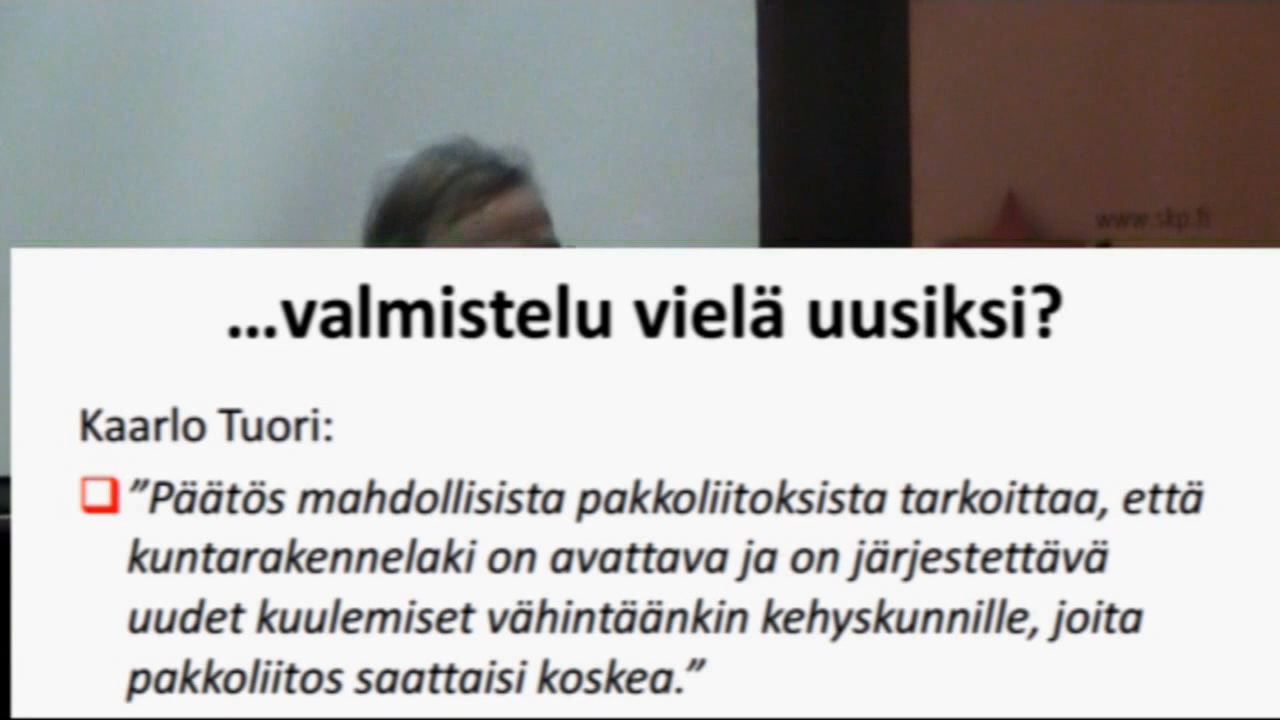 www.skp.fi
...valmistelu vielä uusiksi?
Kaarlo Tuori:
”Päätös mahdollisista pakkoliitoksista tarkoittaa, että
kuntarakennelaki on avattava ja on järjestettävä
uudet kuulemiset vähintäänkin kehyskunnille, joita
pakkoliitos saattaisi koskea.”